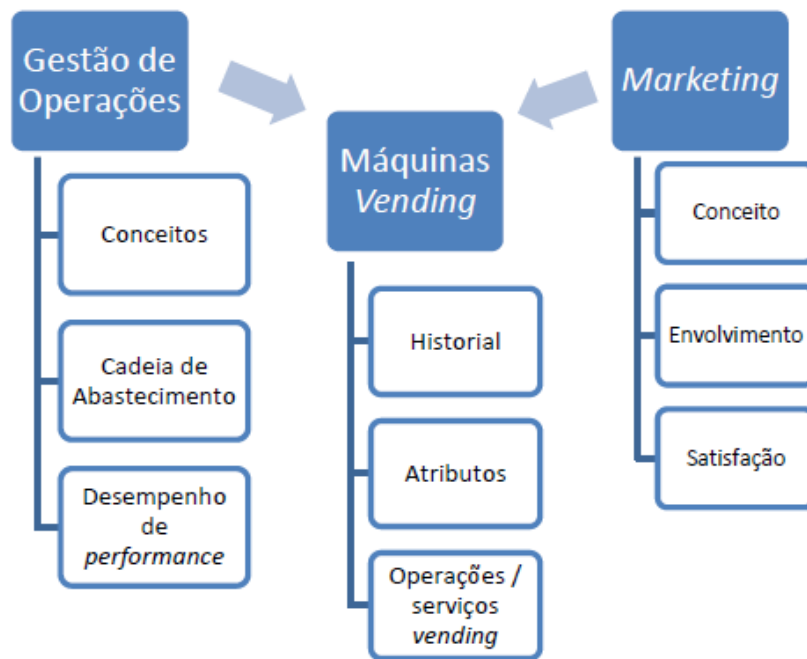 Gestão de
Operações
Conceitos
Cadeia de
Abastecimento
Desempenho
de
performance
Máquinas
Vending
Historial
Atributos
Operações /
serviços
vending
Marketing
Conceito
Envolvimento
Satisfação